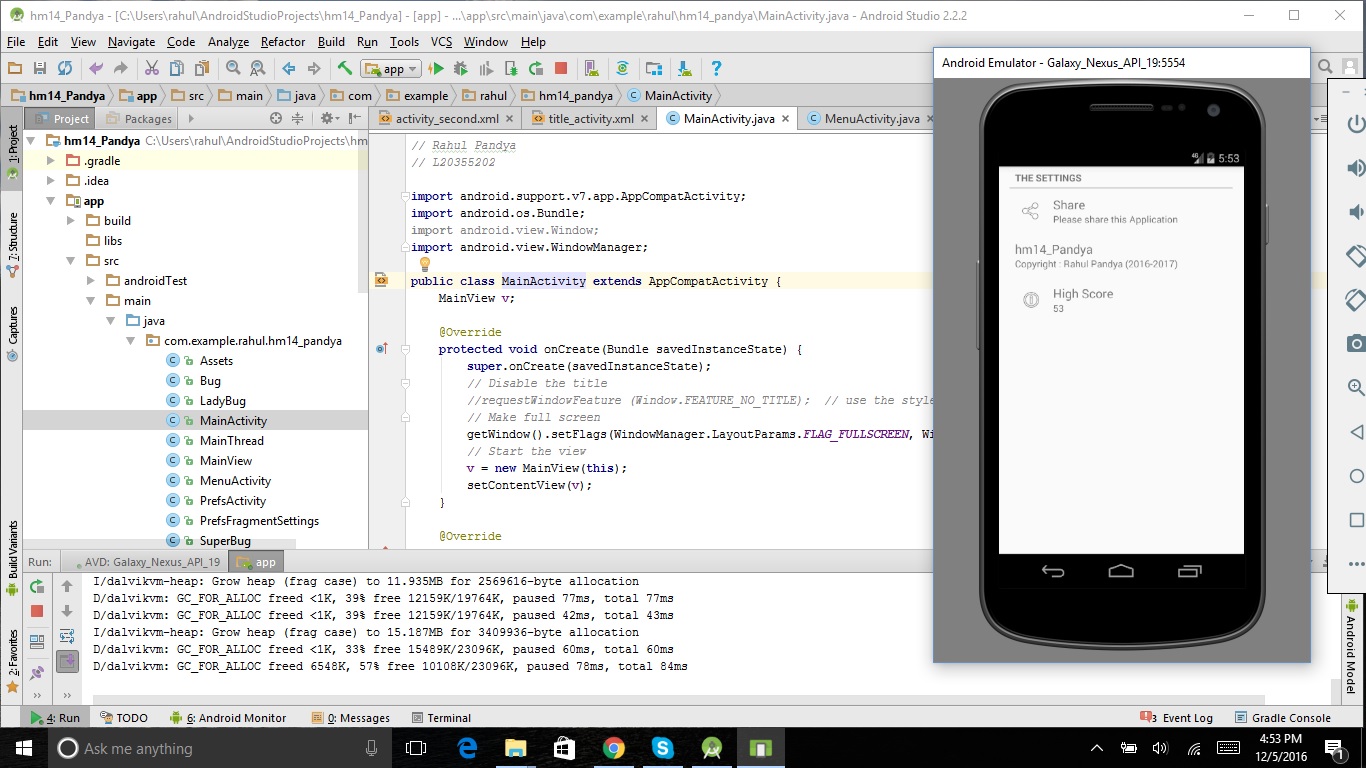 hm14_Pandya - [C:\Users\rahul\AndroidStudioProjects\hm14_Pandya] - [app] - ...\app\src\main\java\com\example\rahul\hm14_pandya\MainActivity.java - Android Studio 2.2.2
File Edit View Navigate Code Analyze Refactor Build Run Tools VCS Window Help
app
hm14_Pandya app src main java com example rahul hm14_pandya MainActivity
Project Packages
activity_second.xml title_activity.xml MainActivity.java MenuActivity.java
1: Project
7: Structure
Captures
Build Variants
2: Favorites
hm14_Pandya C:\Users\rahul\AndroidStudioProjects\hm
.gradle
.idea
app
build
libs
src
androidTest
main
java
com.example.rahul.hm14_pandya
Assets
Bug
LadyBug
MainActivity
MainThread
MainView
MenuActivity
PrefsActivity
PrefsFragmentSettings
SuperBug
// Rahul Pandya
// L20355202
import android.support.v7.app.AppCompatActivity;
import android.os.Bundle;
import android.view.Window;
import android.view.WindowManager;
public class MainActivity extends AppCompatActivity {
MainView v;
@Override
protected void onCreate(Bundle savedInstanceState) {
super.onCreate(savedInstanceState);
// Disable the title
//requestWindowFeature (Window.FEATURE_NO_TITLE); // use the style
// Make full screen
getWindow().setFlags(WindowManager.LayoutParams.FLAG_FULLSCREEN, Wi
// Start the view
v = new MainView(this);
setContentView(v);
}
@Override
Android Emulator - Galaxy_Nexus_API_19:5554
4G 5:53
THE SETTINGS
Share
Please share this Application
hm14_Pandya
Copyright : Rahul Pandya (2016-2017)
High Score
53
Android Model
Run: AVD: Galaxy_Nexus_API_19 app
I/dalvikvm-heap: Grow heap (frag case) to 11.935MB for 2509616-byte allocation
D/dalvikvm: GC_FOR_ALLOC freed <1K, 39% free 12159K/19764K, paused 77ms, total 77ms
D/dalvikvm: GC_FOR_ALLOC freed <1K, 39% free 12159K/19764K, paused 42ms, total 43ms
I/dalvikvm-heap: Grow heap (frag case) to 15.187MB for 3409936-byte allocation
D/dalvikvm: GC_FOR_ALLOC freed <1K, 33% free 15489K/23096K, paused 60ms, total 60ms
D/dalvikvm: GC_FOR_ALLOC freed 6548K, 57% free 10108K/23096K, paused 78ms, total 84ms
4: Run TODO 6: Android Monitor 0: Messages Terminal 3 Event Log Gradle Console
Ask me anything
4:53 PM
12/5/2016
1